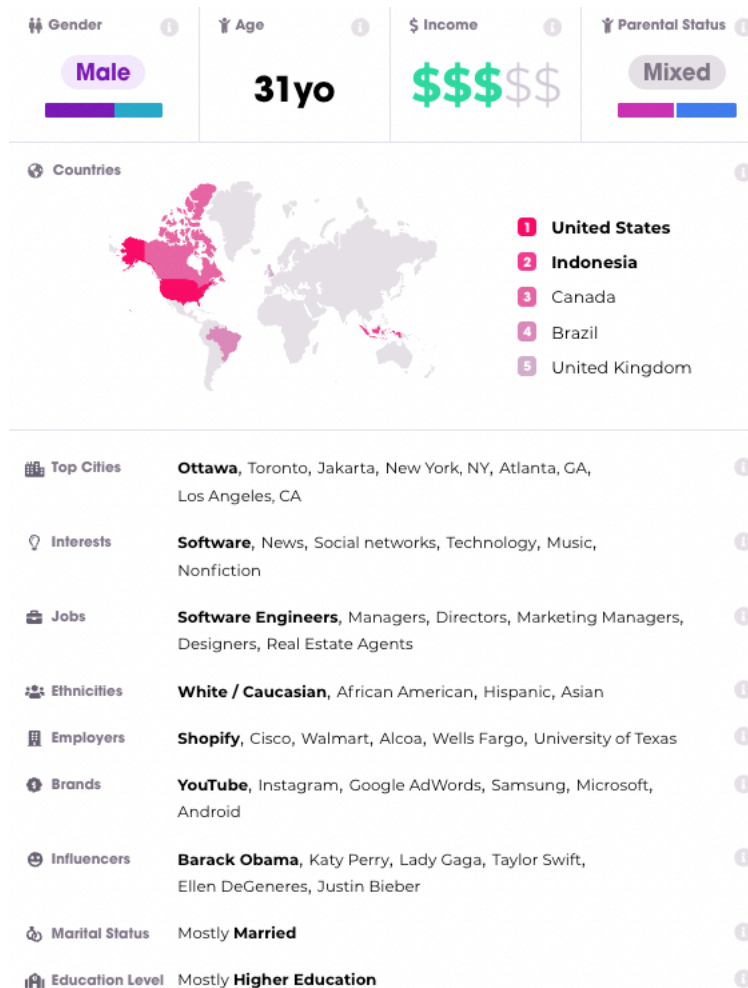 Gender
Age
$ Income
Parental Status
Male
31yo
$$$$$
Mixed
Countries
1 United States
2 Indonesia
3 Canada
4 Brazil
5 United Kingdom
Top Cities
Ottawa, Toronto, Jakarta, New York, NY, Atlanta, GA,
Los Angeles, CA
Interests
Software, News, Social networks, Technology, Music,
Nonfiction
Jobs
Software Engineers, Managers, Directors, Marketing Managers,
Designers, Real Estate Agents
Ethnicities
White / Caucasian, African American, Hispanic, Asian
Employers
Shopify, Cisco, Walmart, Alcoa, Wells Fargo, University of Texas
Brands
YouTube, Instagram, Google AdWords, Samsung, Microsoft,
Android
Influencers
Barack Obama, Katy Perry, Lady Gaga, Taylor Swift,
Ellen DeGeneres, Justin Bieber
Marital Status
Mostly Married
Education Level
Mostly Higher Education